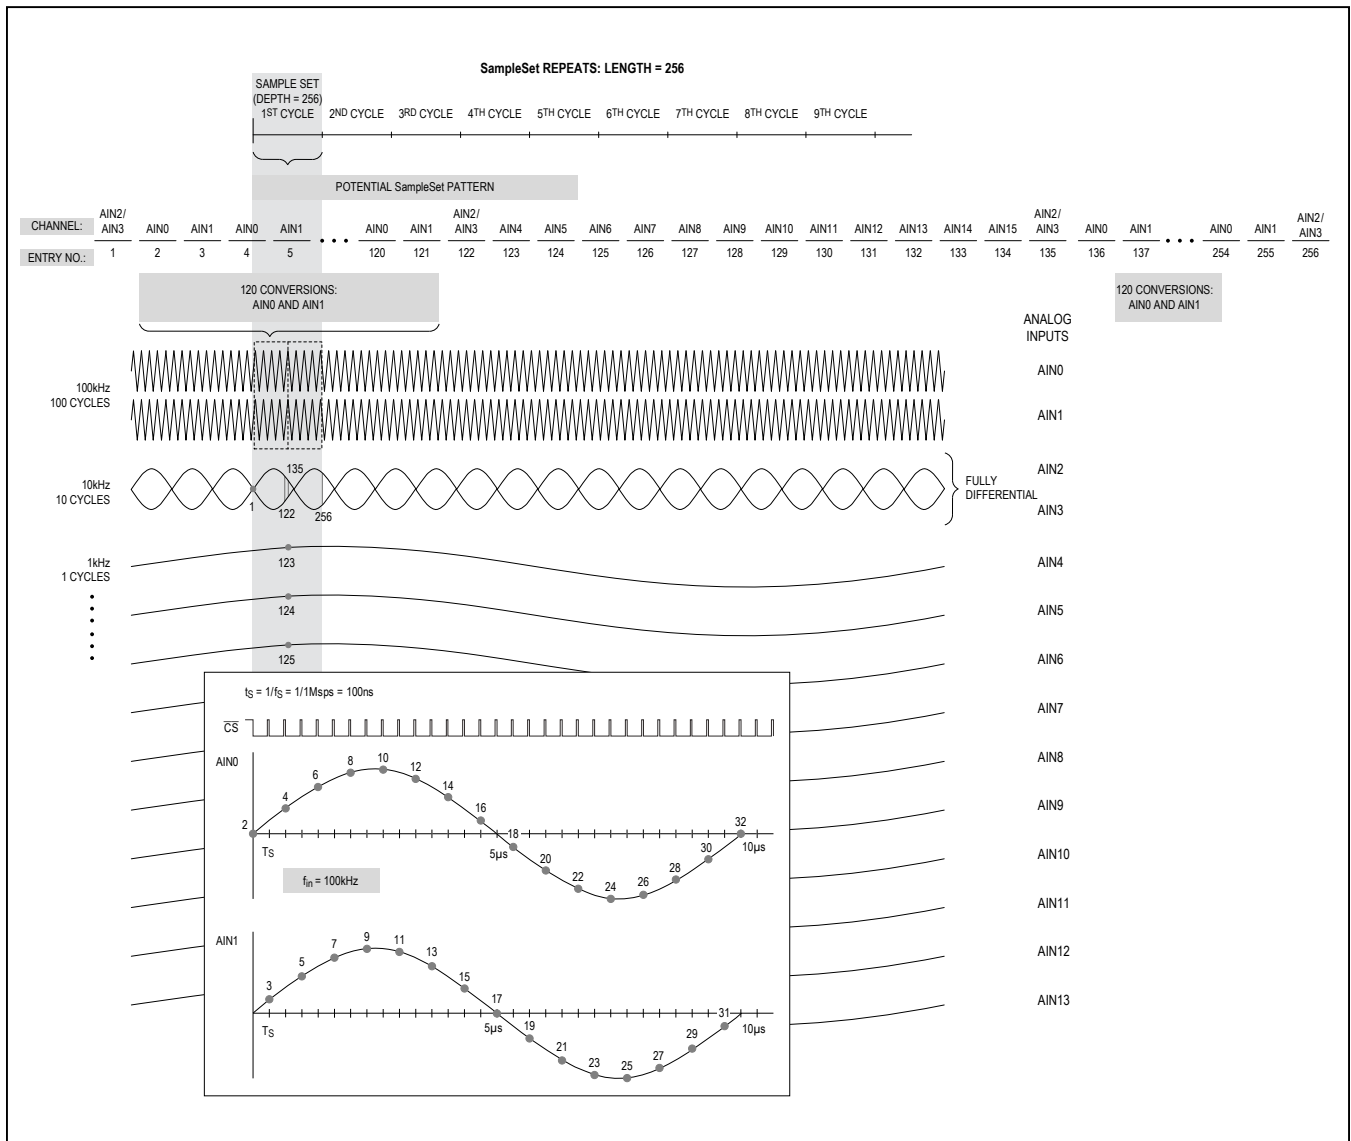 SampleSet REPEATS: LENGTH = 256
SAMPLE SET
(DEPTH = 256)
1ST CYCLE 2ND CYCLE 3RD CYCLE 4TH CYCLE 5TH CYCLE 6TH CYCLE 7TH CYCLE 8TH CYCLE 9TH CYCLE
POTENTIAL SampleSet PATTERN
CHANNEL: AIN2/AIN3 AIN0 AIN1 AIN0 AIN1 • • • AIN0 AIN1 AIN2/AIN3 AIN4 AIN5 AIN6 AIN7 AIN8 AIN9 AIN10 AIN11 AIN12 AIN13 AIN14 AIN15 AIN2/AIN3 AIN0 AIN1 • • • AIN0 AIN1 AIN2/AIN3
ENTRY NO.: 1 2 3 4 5 120 121 122 123 124 125 126 127 128 129 130 131 132 133 134 135 136 137 254 255 256
120 CONVERSIONS:
AIN0 AND AIN1
120 CONVERSIONS:
AIN0 AND AIN1
ANALOG
INPUTS
100kHz
100 CYCLES
AIN0
AIN1
10kHz
10 CYCLES
135
1
122
256
FULLY
DIFFERENTIAL
AIN2
AIN3
1kHz
1 CYCLES
123
AIN4
124
AIN5
125
AIN6
AIN7
AIN8
AIN9
AIN10
AIN11
AIN12
AIN13
tS = 1/fS = 1/1Msps = 100ns
CS
AIN0
2 4 6 8 10 12 14 16 18 20 22 24 26 28 30 32
TS
5µs
10µs
fin = 100kHz
AIN1
3 5 7 9 11 13 15 17 19 21 23 25 27 29 31
TS
5µs
10µs